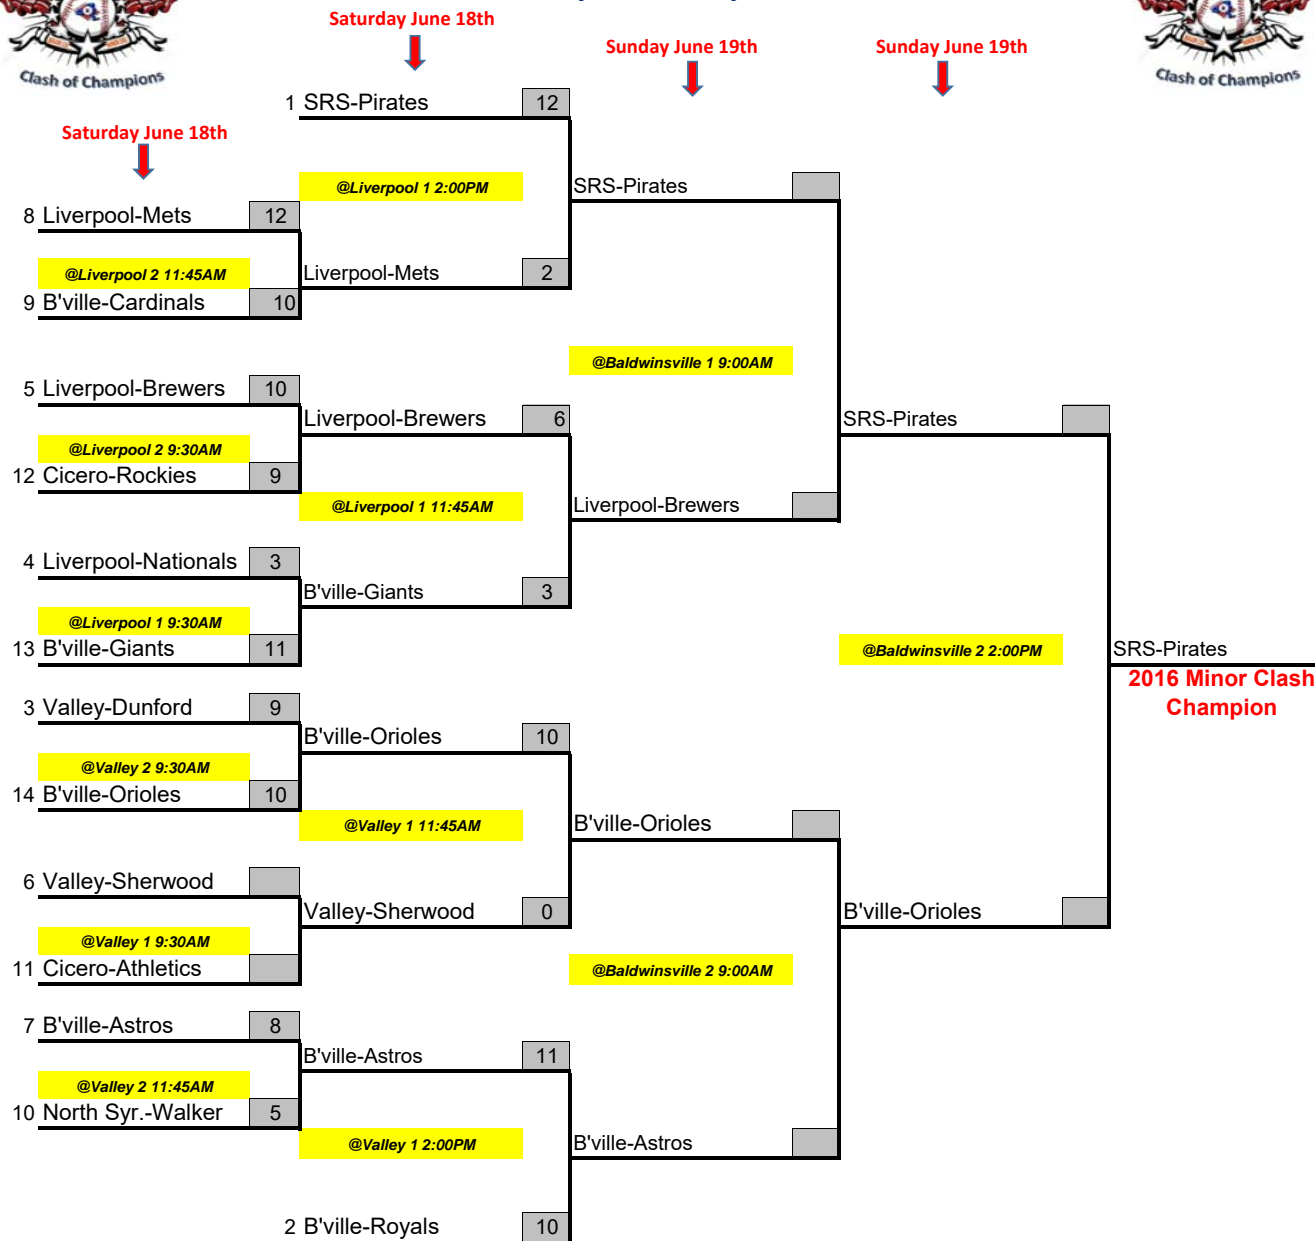 Saturday June 18th
Sunday June 19th
Sunday June 19th
Clash of Champions
Clash of Champions
1 SRS-Pirates 12
Saturday June 18th
@Liverpool 1 2:00PM
SRS-Pirates
8 Liverpool-Mets 12
@Liverpool 2 11:45AM
Liverpool-Mets 2
9 B'ville-Cardinals 10
@Baldwinsville 1 9:00AM
5 Liverpool-Brewers 10
Liverpool-Brewers 6
SRS-Pirates
@Liverpool 2 9:30AM
12 Cicero-Rockies 9
@Liverpool 1 11:45AM
Liverpool-Brewers
4 Liverpool-Nationals 3
B'ville-Giants 3
@Liverpool 1 9:30AM
13 B'ville-Giants 11
@Baldwinsville 2 2:00PM
SRS-Pirates
2016 Minor Clash
Champion
3 Valley-Dunford 9
B'ville-Orioles 10
@Valley 2 9:30AM
14 B'ville-Orioles 10
@Valley 1 11:45AM
B'ville-Orioles
6 Valley-Sherwood
Valley-Sherwood 0
B'ville-Orioles
@Valley 1 9:30AM
11 Cicero-Athletics
@Baldwinsville 2 9:00AM
7 B'ville-Astros 8
B'ville-Astros 11
@Valley 2 11:45AM
10 North Syr.-Walker 5
@Valley 1 2:00PM
B'ville-Astros
2 B'ville-Royals 10